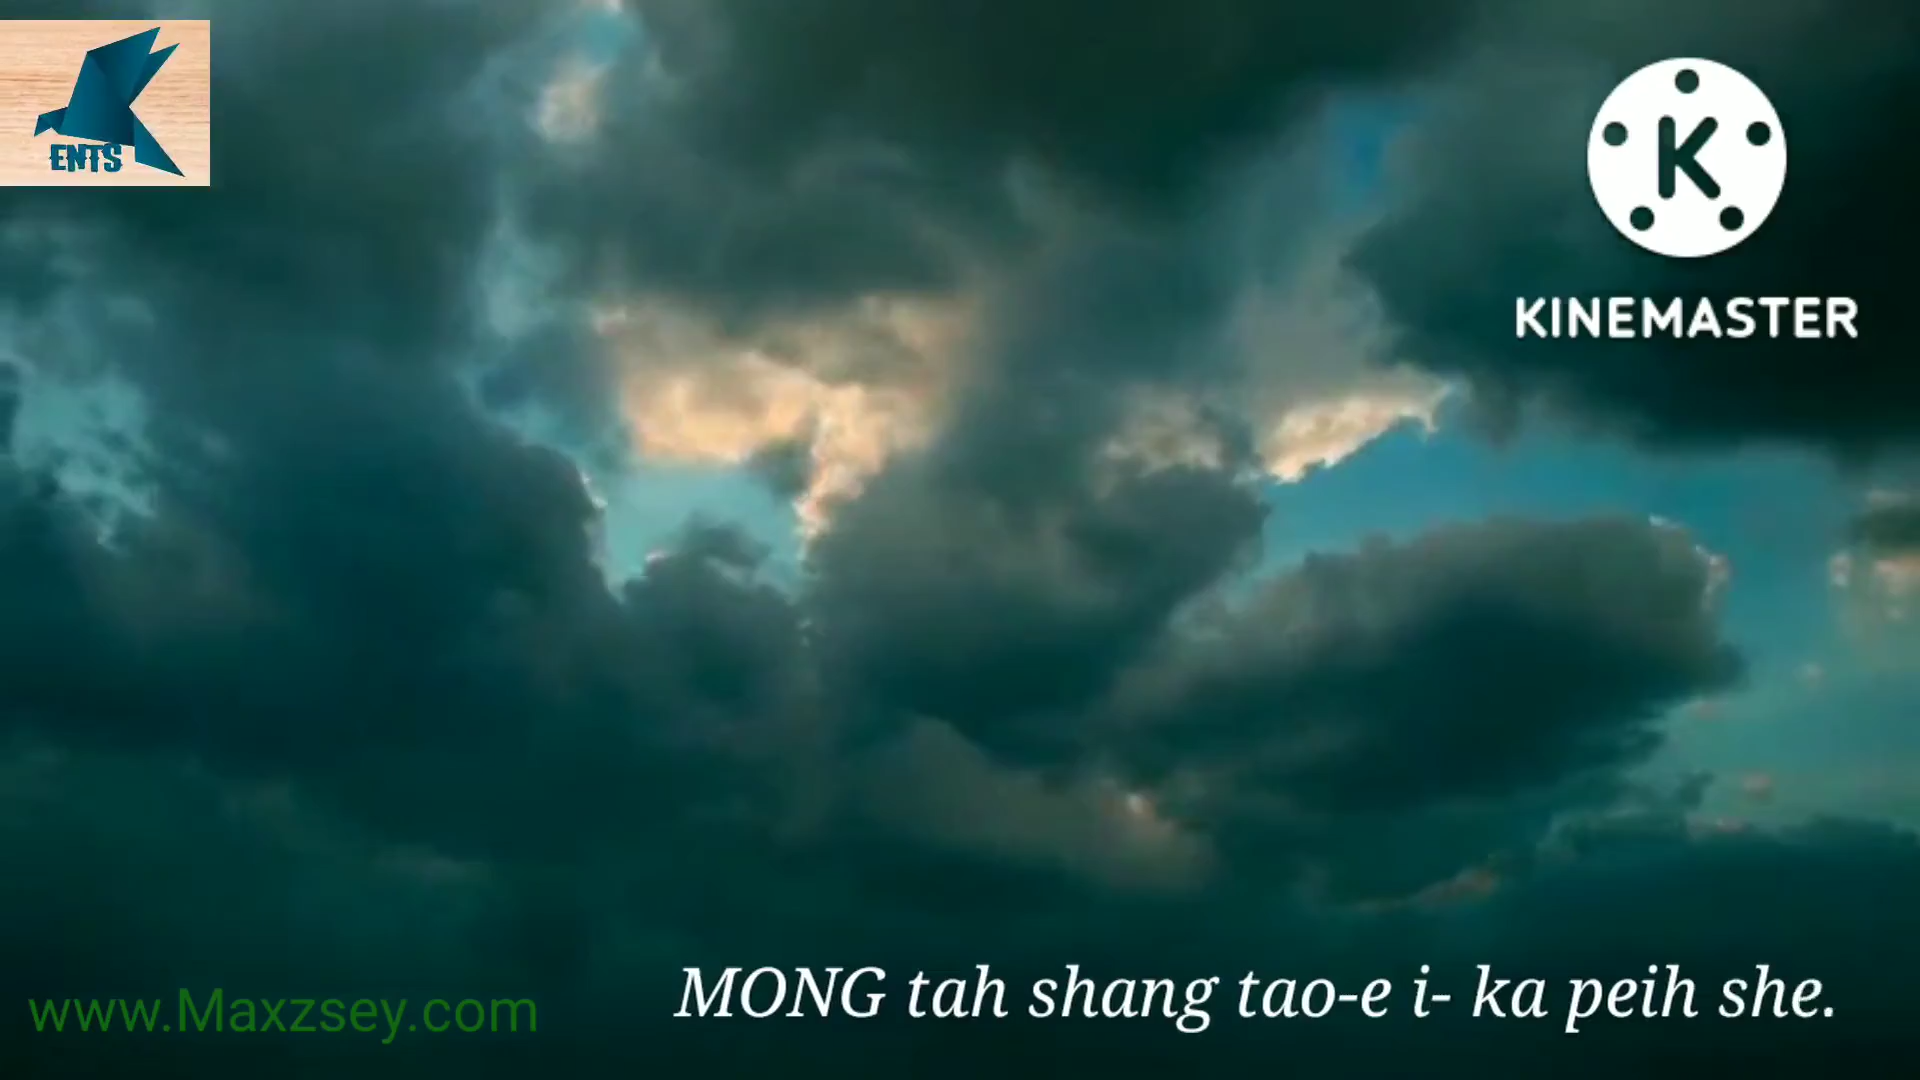 ENTS
K
KINEMASTER
MONG tah shang tao-e i- ka peih she.
www.Maxzsey.com